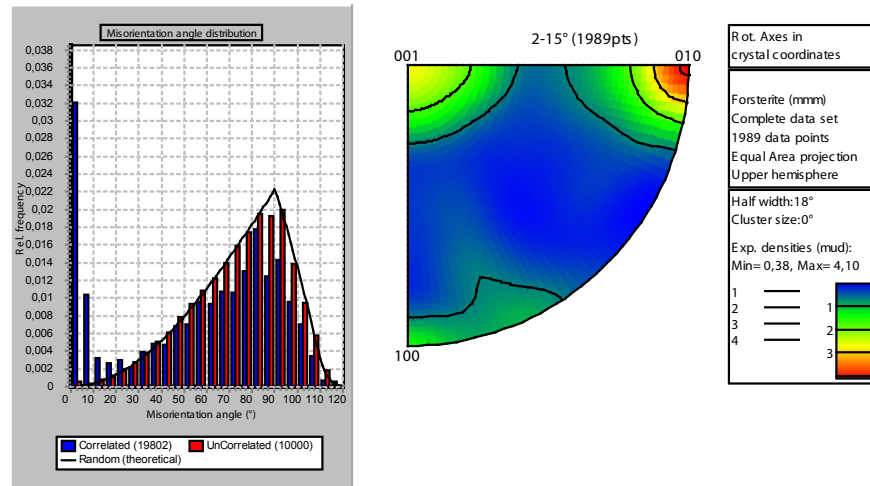 Misorientation angle distribution
0,038
0,036
0,034
0,032
0,03
0,028
0,026
0,024
0,022
0,02
0,018
0,016
0,014
0,012
0,01
0,008
0,006
0,004
0,002
0
Rel. frequency
0 10 20 30 40 50 60 70 80 90 100 110 120
Misorientation angle (°)
Correlated (19802) UnCorrelated (10000)
Random (theoretical)
2-15° (1989pts)
001 010
100
Rot. Axes in
crystal coordinates
Forsterite (mmm)
Complete data set
1989 data points
Equal Area projection
Upper hemisphere
Half width:18°
Cluster size:0°
Exp. densities (mud):
Min= 0,38, Max= 4,10
1
2
3
4
1
2
3